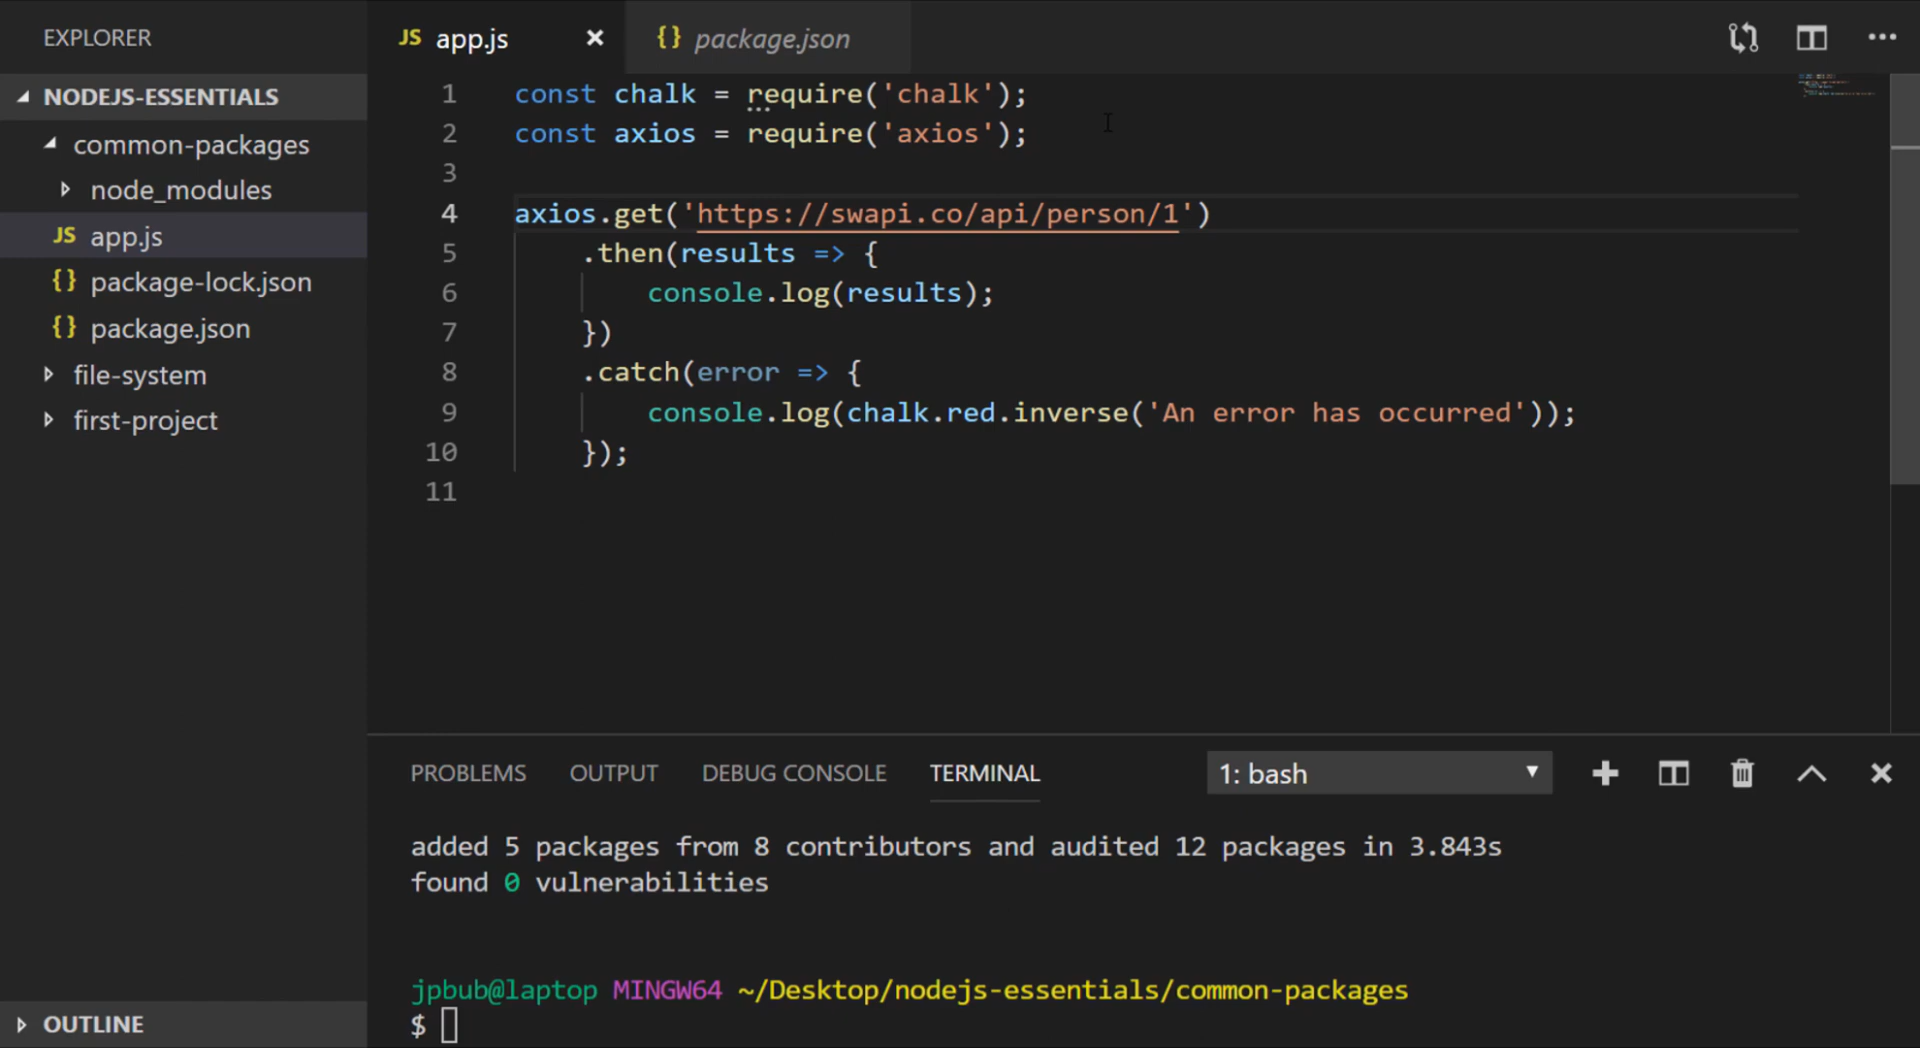 EXPLORER
NODEJS-ESSENTIALS
common-packages
node_modules
JS app.js
{} package-lock.json
{} package.json
file-system
first-project
OUTLINE
JS app.js {} package.json
1 const chalk = require('chalk');
2 const axios = require('axios');
3
4 axios.get('https://swapi.co/api/person/1')
5 .then(results => {
6 console.log(results);
7 })
8 .catch(error => {
9 console.log(chalk.red.inverse('An error has occurred'));
10 });
11
PROBLEMS OUTPUT DEBUG CONSOLE TERMINAL 1: bash
added 5 packages from 8 contributors and audited 12 packages in 3.843s
found 0 vulnerabilities
jpbub@laptop MINGW64 ~/Desktop/nodejs-essentials/common-packages
$